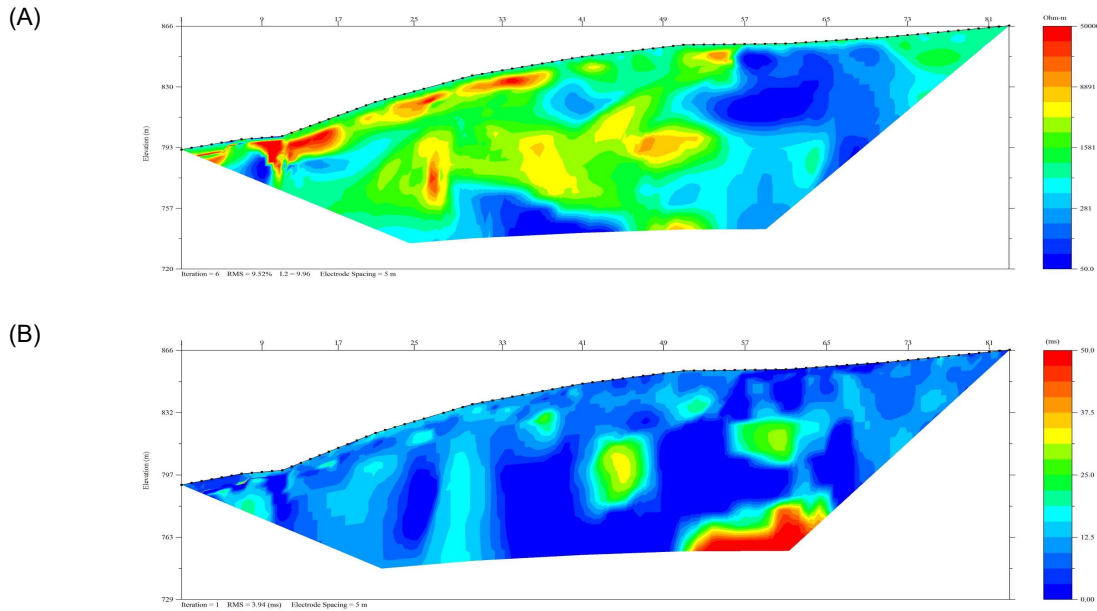 (A)
1 9 17 25 33 41 49 57 65 73 81
Ohm-m
866
830
793
757
720
Elevation (m)
50000
8891
1581
281
50.0
Iteration = 6 RMS = 9.52% L2 = 9.96 Electrode Spacing = 5 m
(B)
1 9 17 25 33 41 49 57 65 73 81
(ms)
866
832
797
763
729
Elevation (m)
50.0
37.5
25.0
12.5
0.00
Iteration = 1 RMS = 3.94 (ms) Electrode Spacing = 5 m